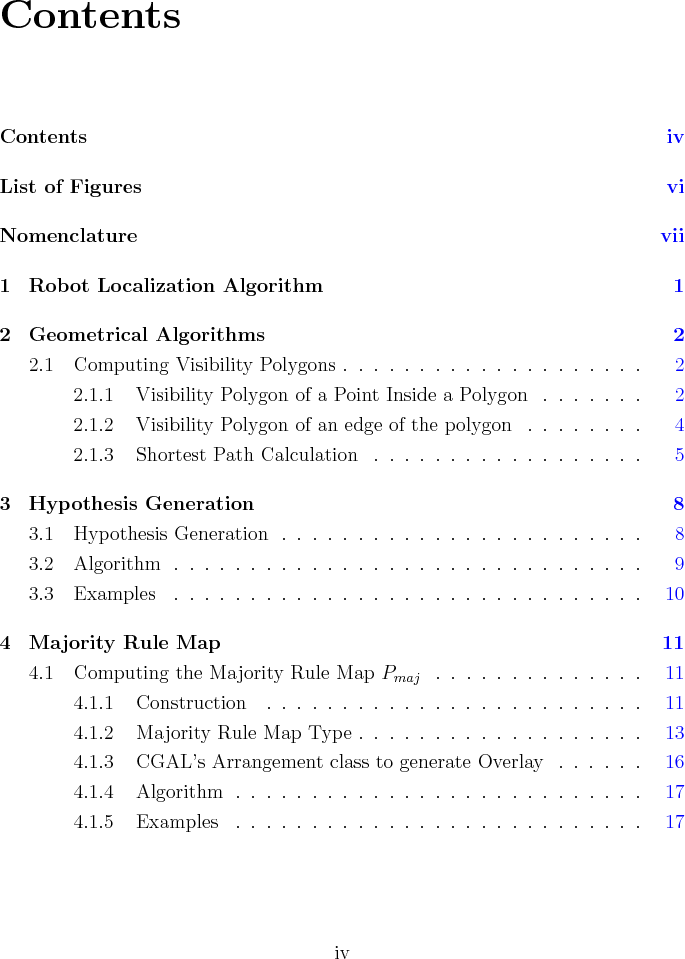 Contents
Contents iv
List of Figures vi
Nomenclature vii
1 Robot Localization Algorithm 1
2 Geometrical Algorithms 2
2.1 Computing Visibility Polygons . . . . . . . . . . . . . . . . . . . . 2
2.1.1 Visibility Polygon of a Point Inside a Polygon . . . . . . . 2
2.1.2 Visibility Polygon of an edge of the polygon . . . . . . . . 4
2.1.3 Shortest Path Calculation . . . . . . . . . . . . . . . . . . 5
3 Hypothesis Generation 8
3.1 Hypothesis Generation . . . . . . . . . . . . . . . . . . . . . . . . 8
3.2 Algorithm . . . . . . . . . . . . . . . . . . . . . . . . . . . . . . . 9
3.3 Examples . . . . . . . . . . . . . . . . . . . . . . . . . . . . . . . 10
4 Majority Rule Map 11
4.1 Computing the Majority Rule Map P_maj . . . . . . . . . . . . . . 11
4.1.1 Construction . . . . . . . . . . . . . . . . . . . . . . . . . 11
4.1.2 Majority Rule Map Type . . . . . . . . . . . . . . . . . . . 13
4.1.3 CGAL's Arrangement class to generate Overlay . . . . . . 16
4.1.4 Algorithm . . . . . . . . . . . . . . . . . . . . . . . . . . . 17
4.1.5 Examples . . . . . . . . . . . . . . . . . . . . . . . . . . . 17
iv